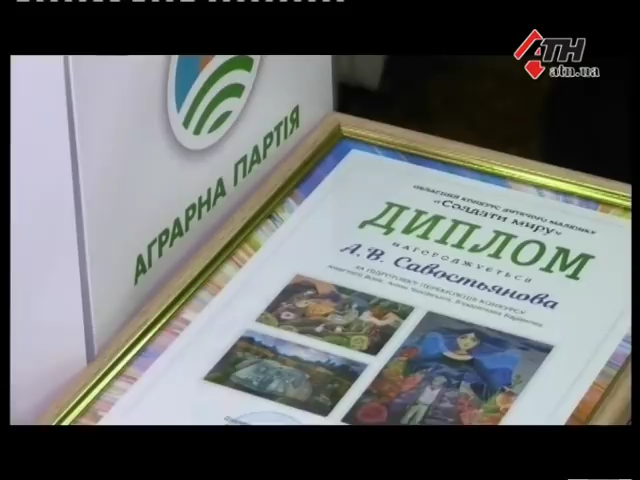 АТН
atn.ua
АГРАРНА ПАРТІЯ
ОБЛАСНИЙ КОНКУРС ДИТЯЧОГО МАЛЮНКУ
«Солдати миру»
ДИПЛОМ
НАГОРОДЖУЄТЬСЯ
А.В. Савостьянова
ЗА ПІДГОТОВКУ ПЕРЕМОЖЦІВ КОНКУРСУ